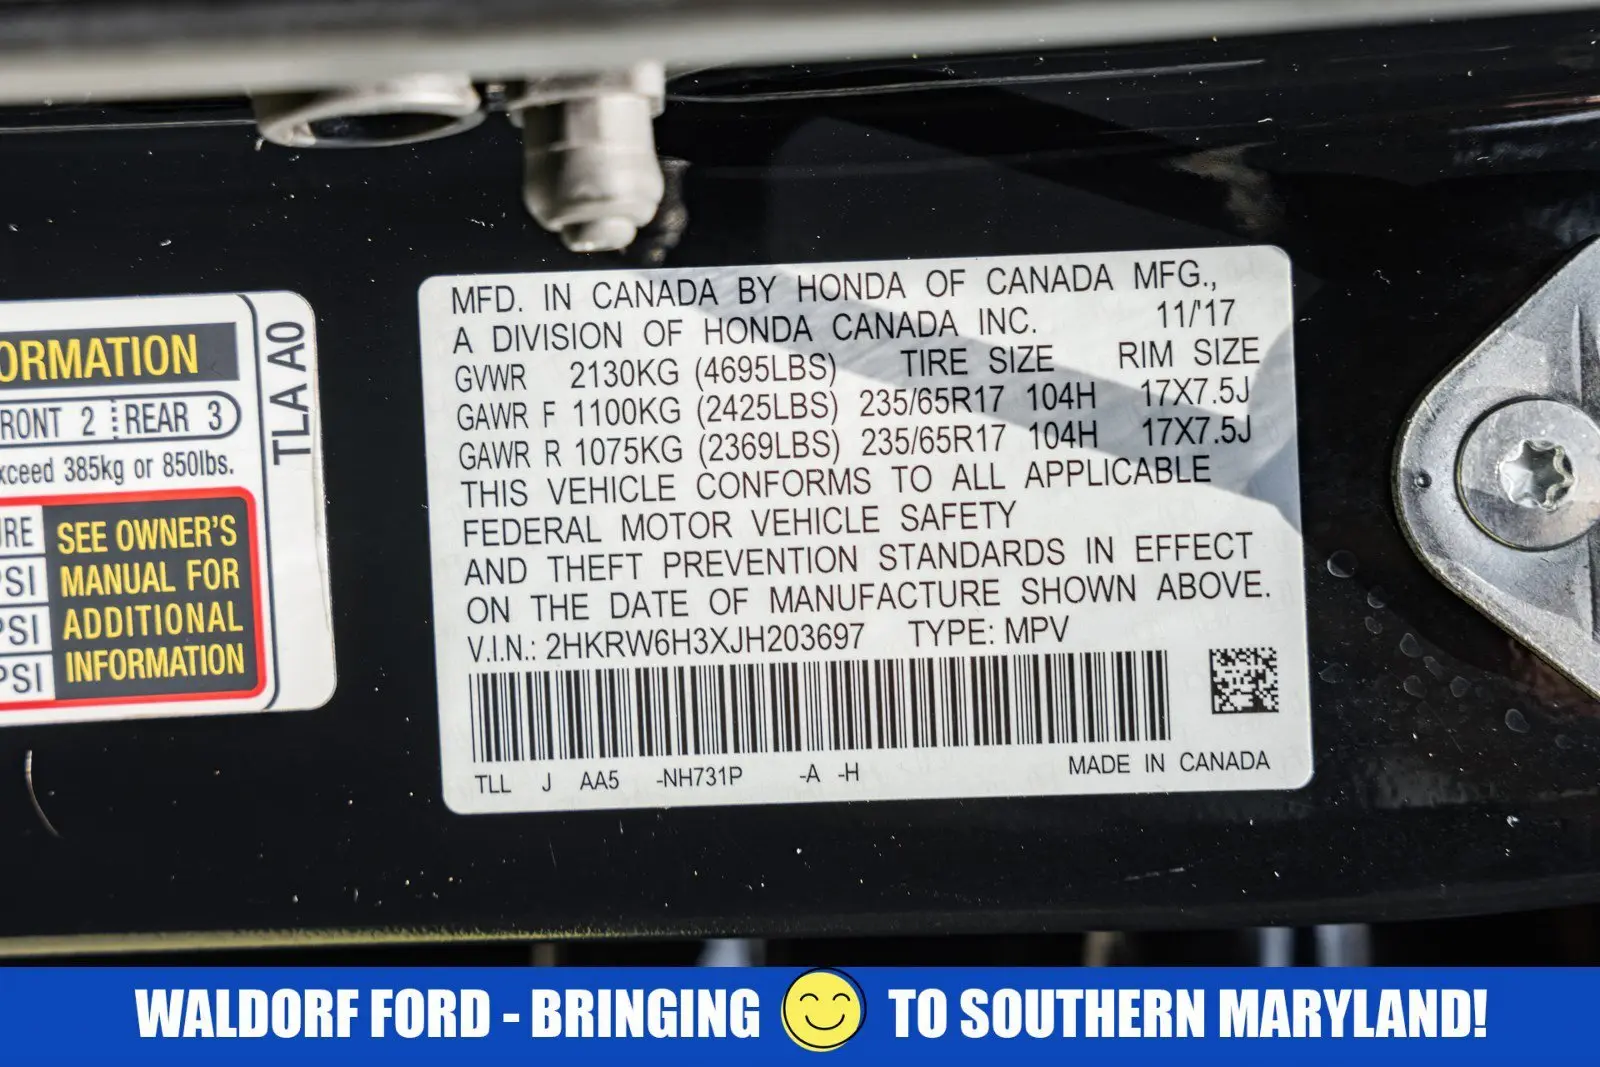 ORMATION
RONT 2 REAR 3
xceed 385kg or 850lbs.
URE
PSI
PSI
PSI
SEE OWNER'S
MANUAL FOR
ADDITIONAL
INFORMATION
TLA A0
MFD. IN CANADA BY HONDA OF CANADA MFG.,
A DIVISION OF HONDA CANADA INC. 11/'17
GVWR 2130KG (4695LBS) TIRE SIZE RIM SIZE
GAWR F 1100KG (2425LBS) 235/65R17 104H 17X7.5J
GAWR R 1075KG (2369LBS) 235/65R17 104H 17X7.5J
THIS VEHICLE CONFORMS TO ALL APPLICABLE
FEDERAL MOTOR VEHICLE SAFETY
AND THEFT PREVENTION STANDARDS IN EFFECT
ON THE DATE OF MANUFACTURE SHOWN ABOVE.
V.I.N.: 2HKRW6H3XJH203697 TYPE: MPV
TLL J AA5 -NH731P -A -H MADE IN CANADA
WALDORF FORD - BRINGING TO SOUTHERN MARYLAND!